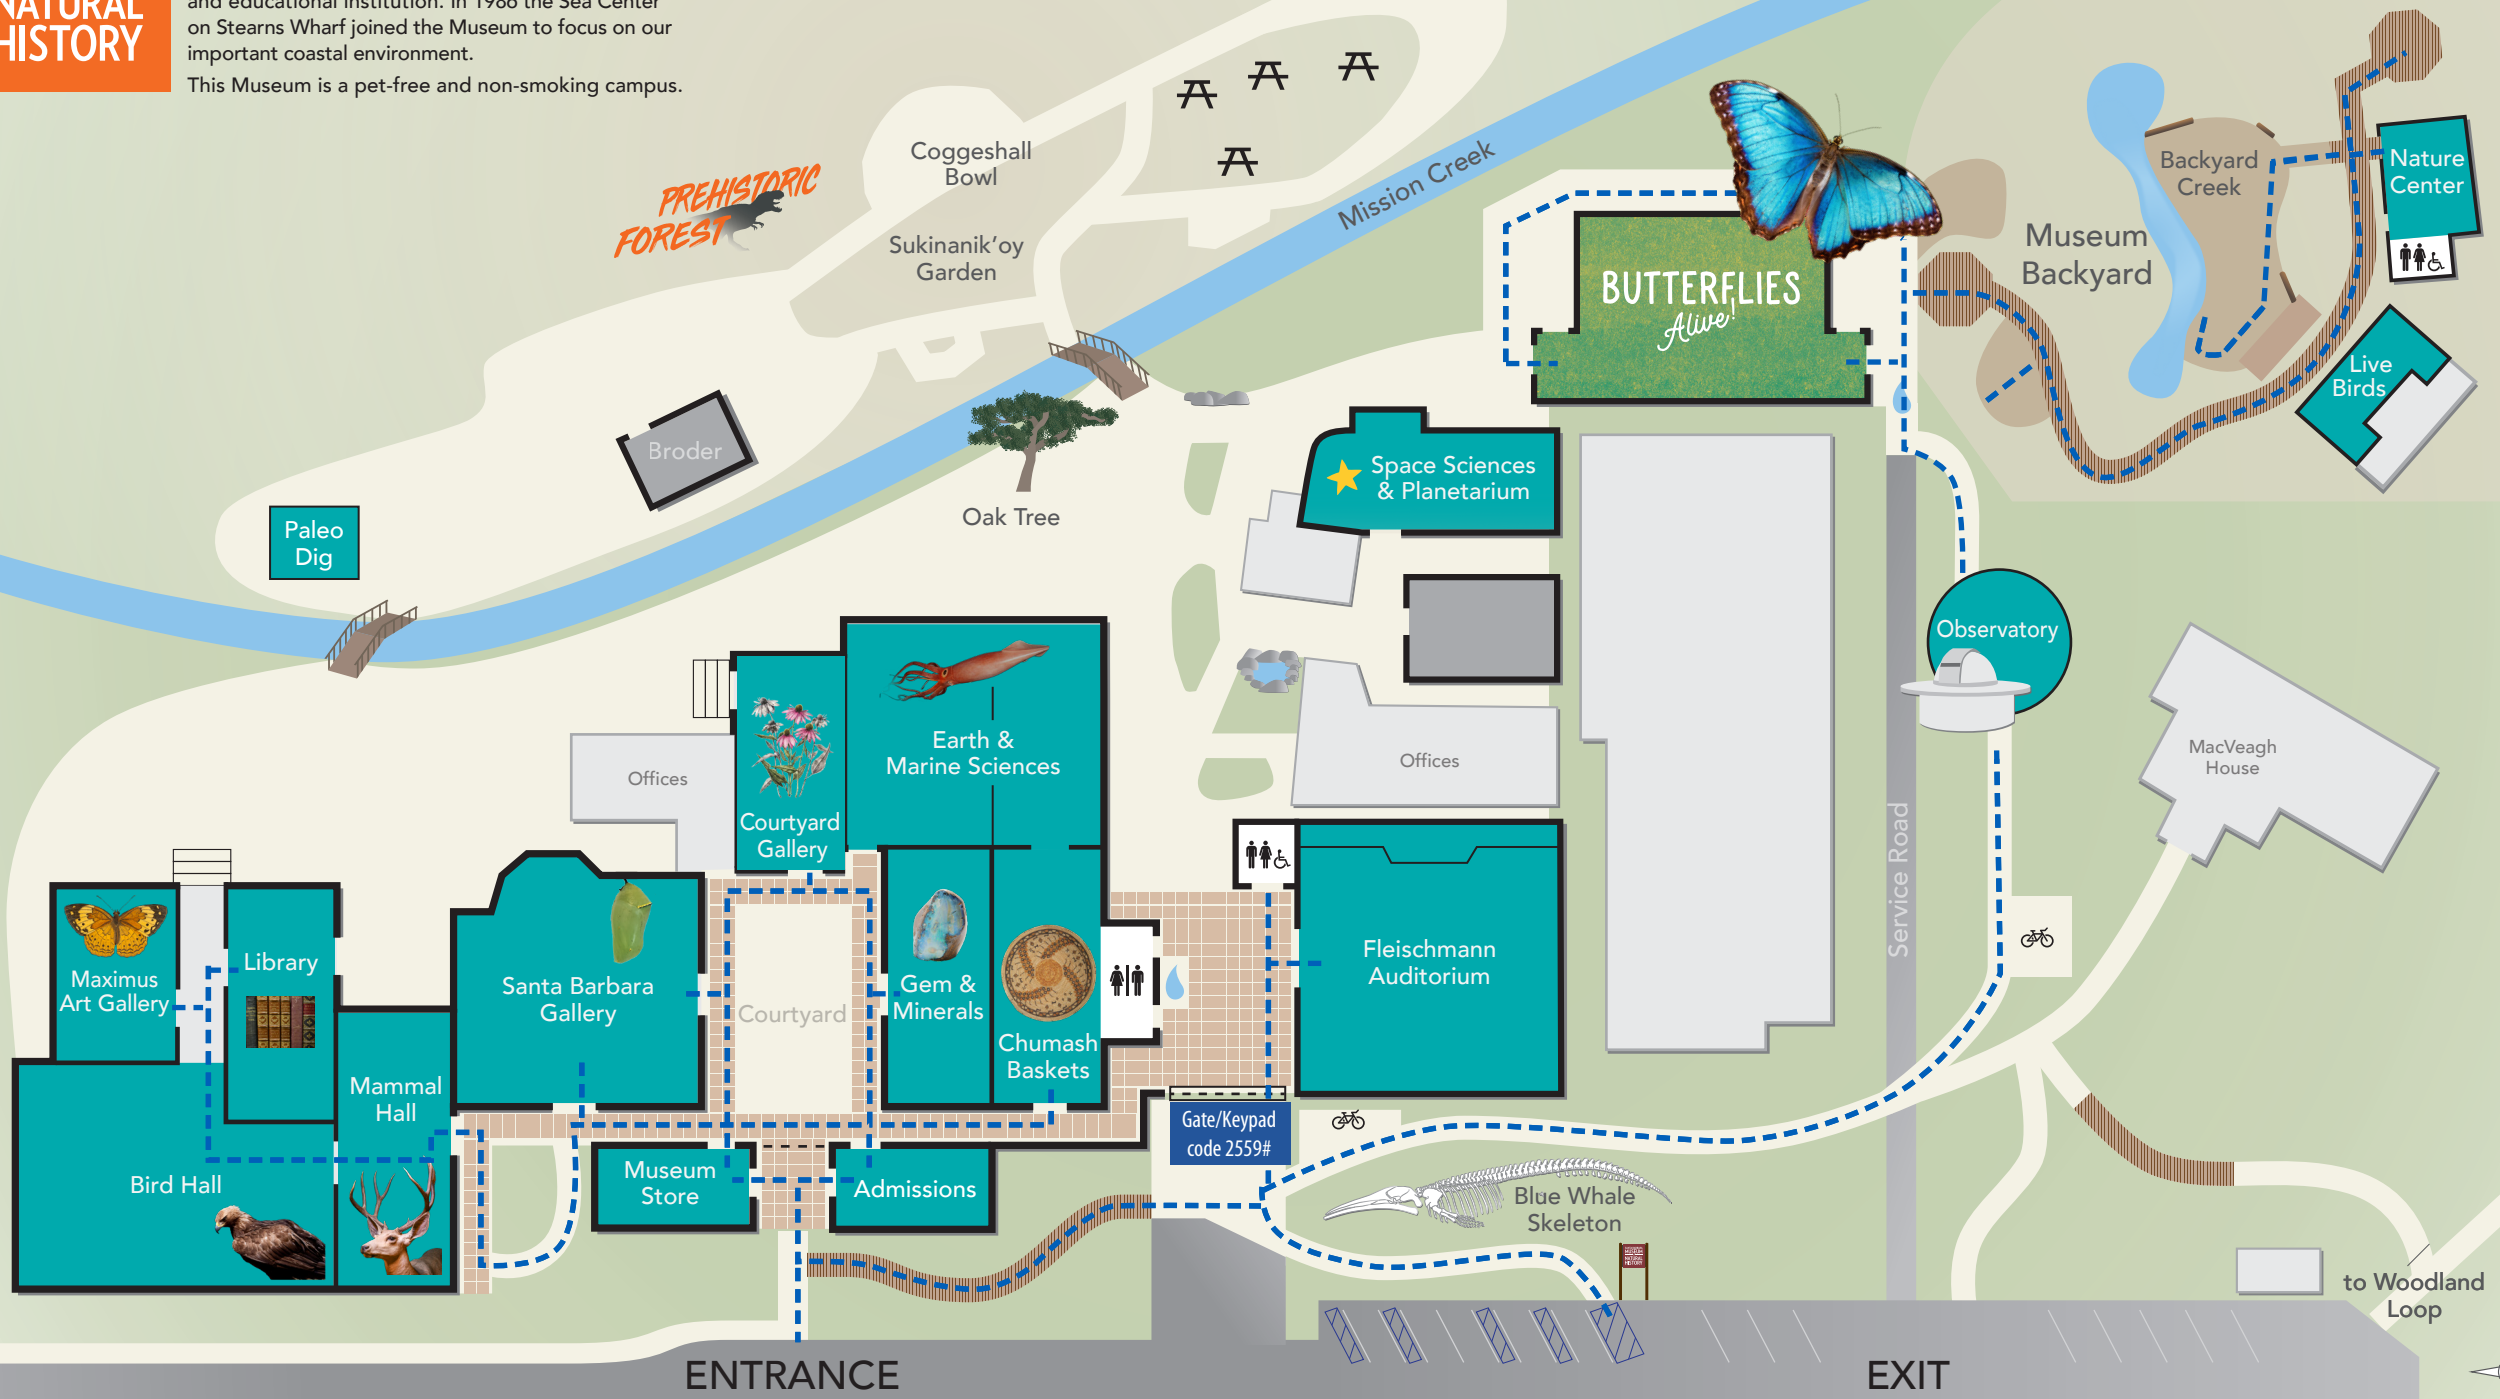 NATURAL
HISTORY
and educational institution. In 1986 the Sea Center
on Stearns Wharf joined the Museum to focus on our
important coastal environment.
This Museum is a pet-free and non-smoking campus.
PREHISTORIC
FOREST
Coggeshall
Bowl
Sukinanik'oy
Garden
Mission Creek
BUTTERFLIES
Alive!
Museum
Backyard
Backyard
Creek
Nature
Center
Live
Birds
Broder
Oak Tree
Space Sciences
& Planetarium
Paleo
Dig
Observatory
MacVeagh
House
Earth &
Marine Sciences
Offices
Courtyard
Gallery
Offices
Service Road
Maximus
Art Gallery
Library
Santa Barbara
Gallery
Courtyard
Gem &
Minerals
Chumash
Baskets
Fleischmann
Auditorium
Mammal
Hall
Bird Hall
Museum
Store
Admissions
Gate/Keypad
code 2559#
Blue Whale
Skeleton
MUSEUM
NATURAL
HISTORY
to Woodland
Loop
ENTRANCE
EXIT